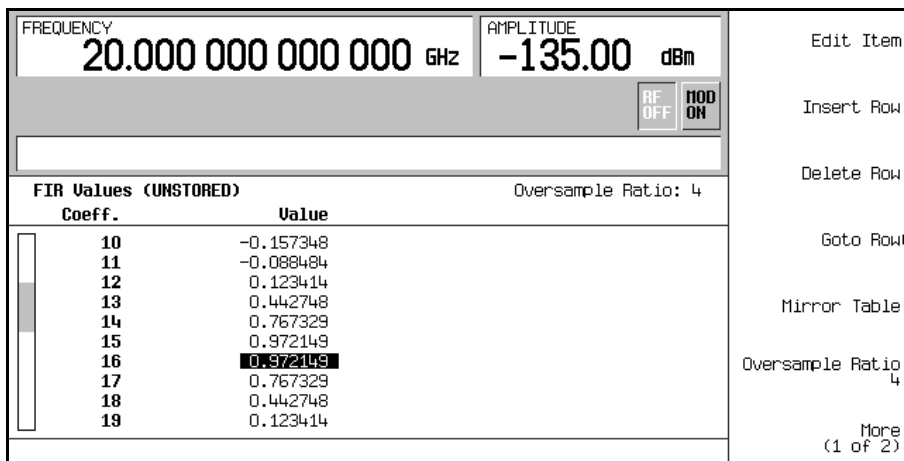 FREQUENCY
20.000 000 000 000 GHz
AMPLITUDE
-135.00 dBm
RF OFF
MOD ON
FIR Values (UNSTORED)
Oversample Ratio: 4
Coeff. Value
10 -0.157348
11 -0.088484
12 0.123414
13 0.442748
14 0.767329
15 0.972149
16 0.972149
17 0.767329
18 0.442748
19 0.123414
Edit Item
Insert Row
Delete Row
Goto Row
Mirror Table
Oversample Ratio
4
More
(1 of 2)